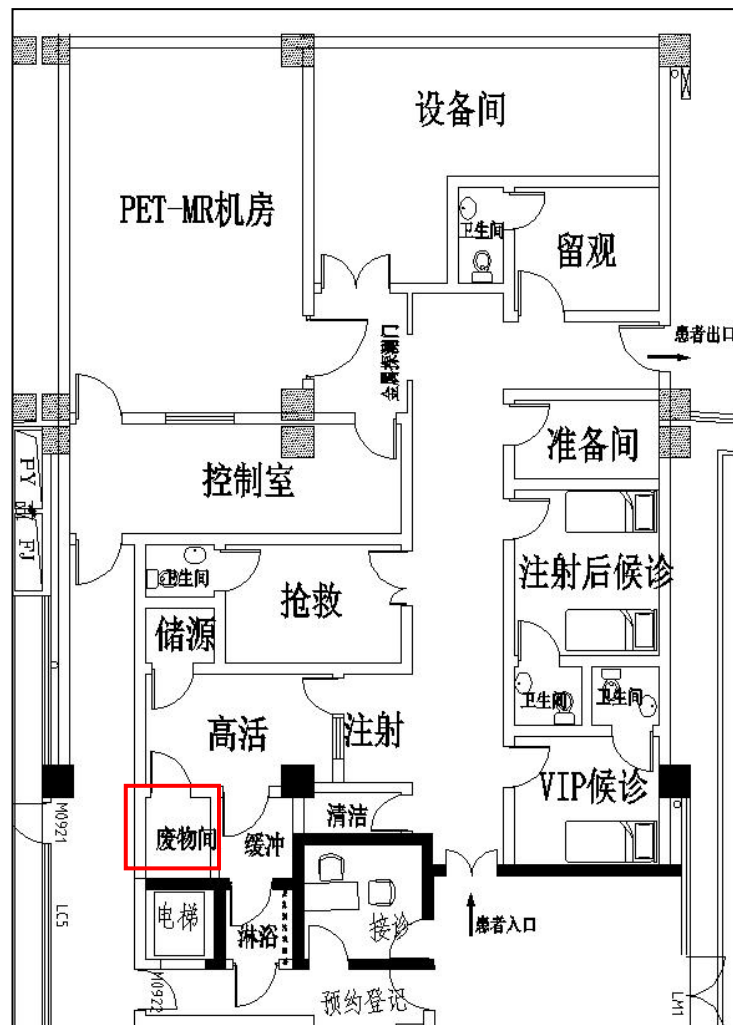 设备间
PET-MR机房
卫生间
留观
患者出口
金属探测门
准备间
控制室
PY
FJ
注射后候诊
卫生间
抢救
储源
卫生间
卫生间
高活
注射
VIP候诊
清洁
M0921
废物间
缓冲
LC5
电梯
淋浴
接诊
患者入口
M0922
预约登记
LM1